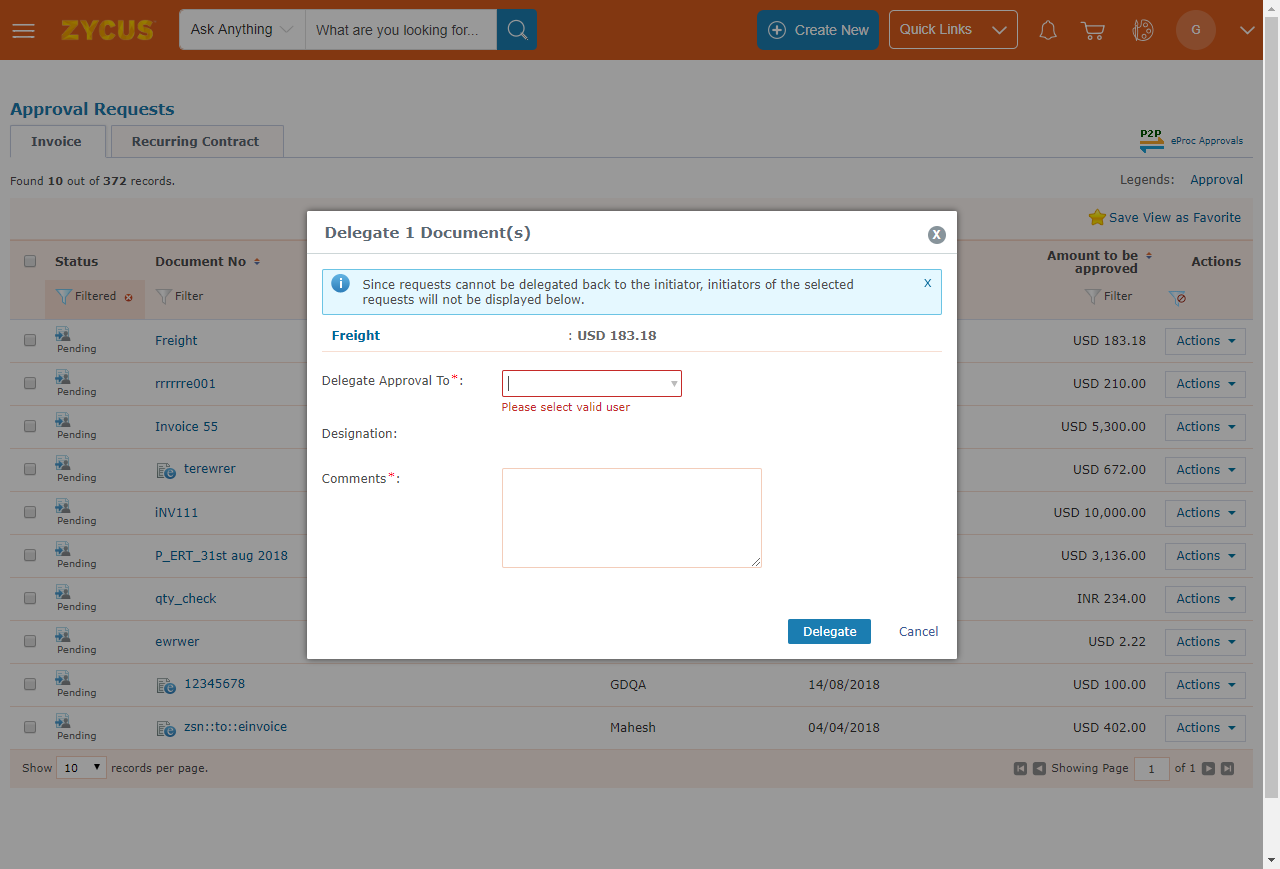 ZYCUS
Ask Anything
What are you looking for...
Create New
Quick Links
G
Approval Requests
Invoice
Recurring Contract
P2P
eProc Approvals
Found 10 out of 372 records.
Legends: Approval
Save View as Favorite
Status
Document No
Amount to be approved
Actions
Filtered
Filter
Filter
Pending
Freight
USD 183.18
Actions
Pending
rrrrrre001
USD 210.00
Actions
Pending
Invoice 55
USD 5,300.00
Actions
Pending
terewrer
USD 672.00
Actions
Pending
iNV111
USD 10,000.00
Actions
Pending
P_ERT_31st aug 2018
USD 3,136.00
Actions
Pending
qty_check
INR 234.00
Actions
Pending
ewrwer
USD 2.22
Actions
Pending
12345678
GDQA
14/08/2018
USD 100.00
Actions
Pending
zsn::to::einvoice
Mahesh
04/04/2018
USD 402.00
Actions
Show 10 records per page.
Showing Page 1 of 1
Delegate 1 Document(s)
X
i
Since requests cannot be delegated back to the initiator, initiators of the selected
requests will not be displayed below.
X
Freight : USD 183.18
Delegate Approval To*:
Please select valid user
Designation:
Comments*:
Delegate
Cancel